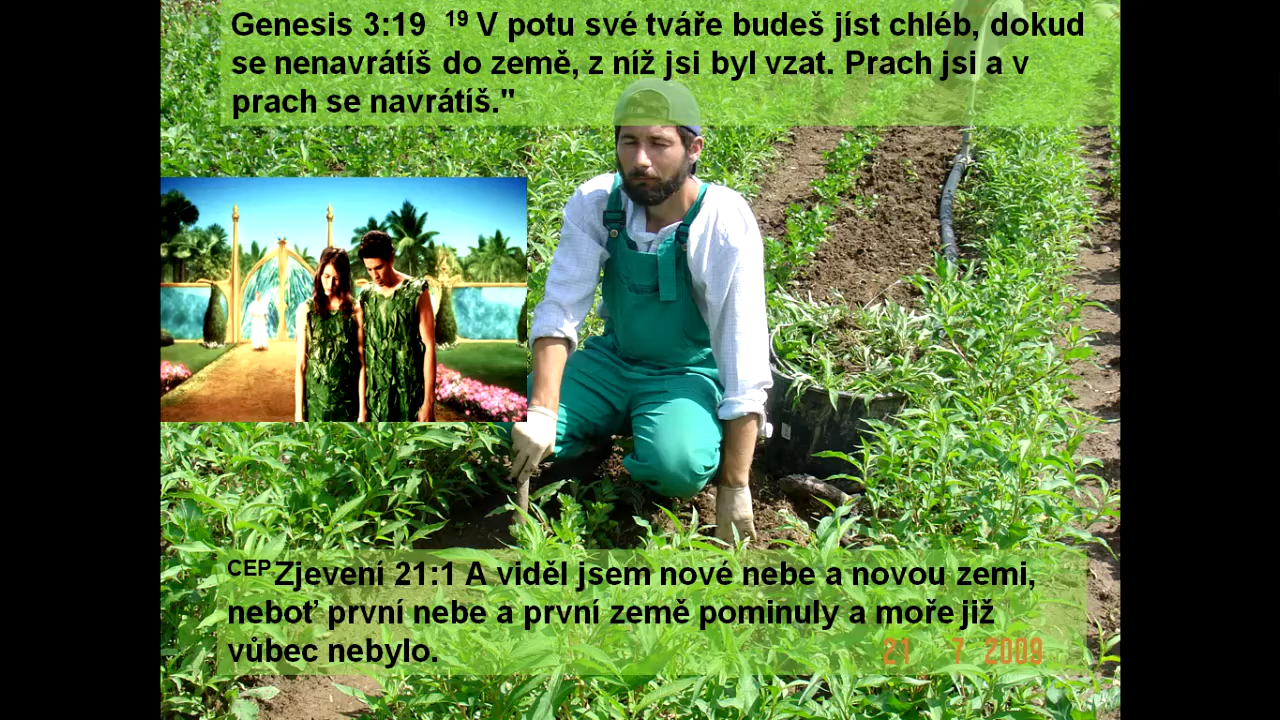 Genesis 3:19 19 V potu své tváře budeš jíst chléb, dokud
se nenavrátíš do země, z níž jsi byl vzat. Prach jsi a v
prach se navrátíš."
CEP Zjevení 21:1 A viděl jsem nové nebe a novou zemi,
neboť první nebe a první země pominuly a moře již
vůbec nebylo.
21 7 2009